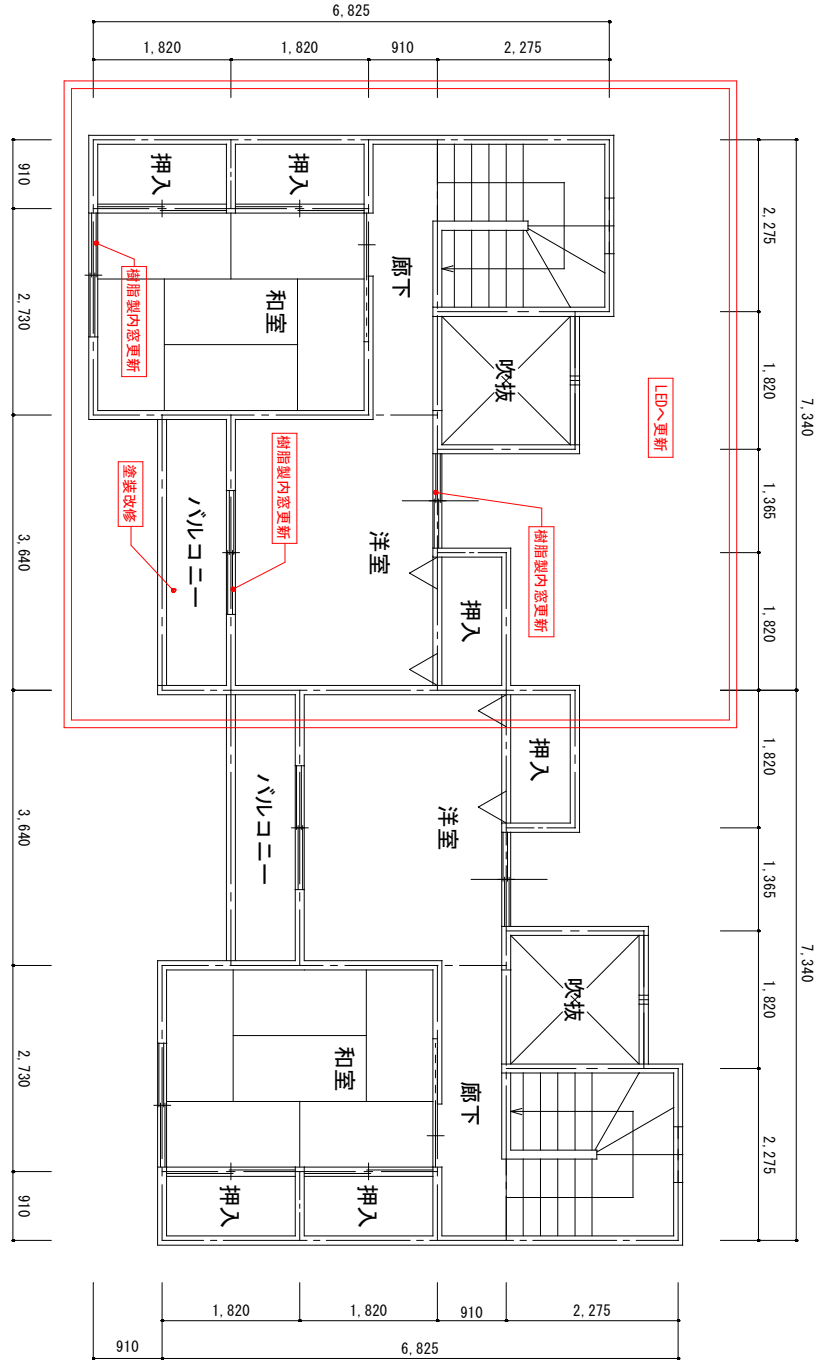 6,825
1,820
1,820
910
2,275
910
2,730
3,640
3,640
2,730
910
2,275
1,820
1,365
1,820
7,340
1,820
1,365
1,820
2,275
7,340
押入
押入
廊下
和室
吹抜
樹脂製内窓更新
LEDへ更新
塗装改修
バルコニー
樹脂製内窓更新
洋室
樹脂製内窓更新
押入
押入
バルコニー
洋室
吹抜
和室
廊下
押入
押入
1,820
1,820
910
2,275
910
6,825